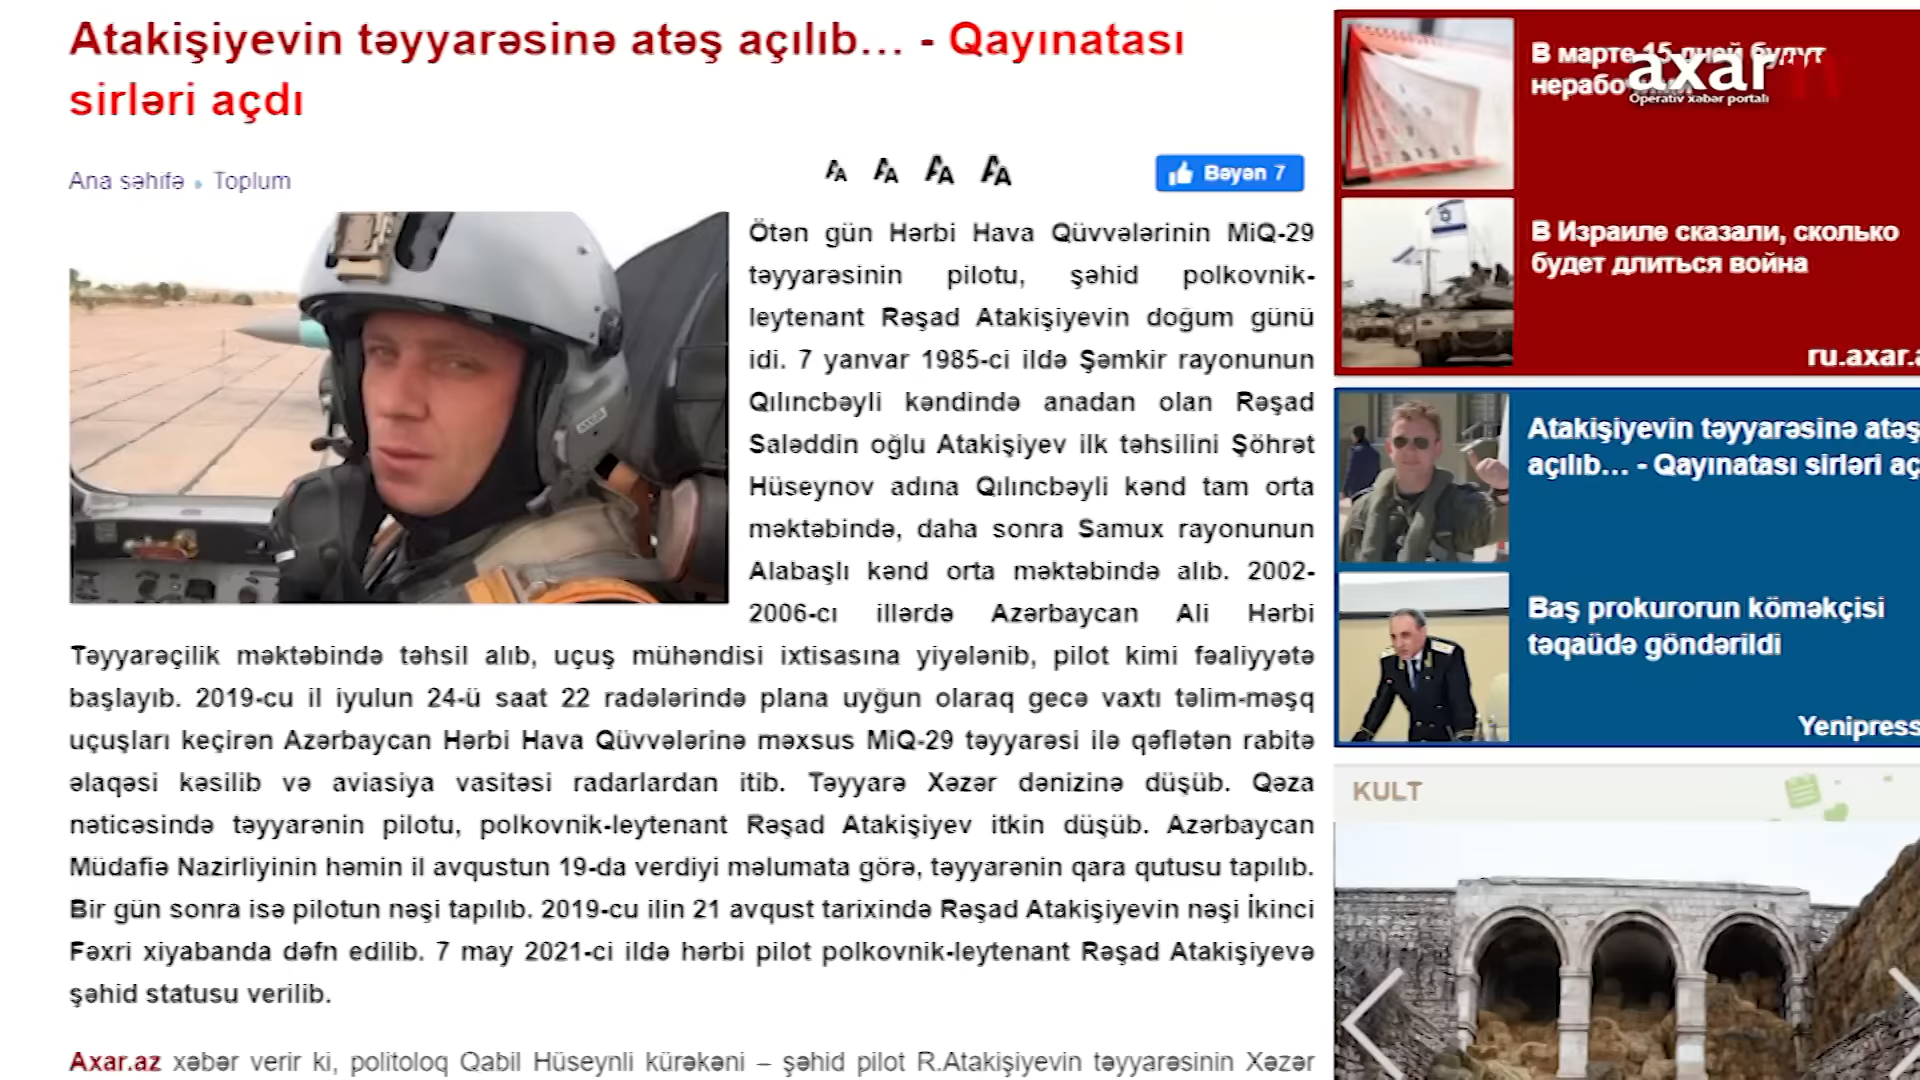 Atakişiyevin təyyarəsinə atəş açılıb... - Qayınatası
sirləri açdı
Ana səhifə • Toplum
Bəyən 7
Ötən gün Hərbi Hava Qüvvələrinin MiQ-29
təyyarəsinin pilotu, şəhid polkovnik-
leytenant Rəşad Atakişiyevin doğum günü
idi. 7 yanvar 1985-ci ildə Şəmkir rayonunun
Qılıncbəyli kəndində anadan olan Rəşad
Saləddin oğlu Atakişiyev ilk təhsilini Şöhrət
Hüseynov adına Qılıncbəyli kənd tam orta
məktəbində, daha sonra Samux rayonunun
Alabaşlı kənd orta məktəbində alıb. 2002-
2006-cı illərdə Azərbaycan Ali Hərbi
Təyyarəçilik məktəbində təhsil alıb, uçuş mühəndisi ixtisasına yiyələnib, pilot kimi fəaliyyətə
başlayıb. 2019-cu il iyulun 24-ü saat 22 radələrində plana uyğun olaraq gecə vaxtı təlim-məşq
uçuşları keçirən Azərbaycan Hərbi Hava Qüvvələrinə məxsus MiQ-29 təyyarəsi ilə qəflətən rabitə
əlaqəsi kəsilib və aviasiya vasitəsi radarlardan itib. Təyyarə Xəzər dənizinə düşüb. Qəza
nəticəsində təyyarənin pilotu, polkovnik-leytenant Rəşad Atakişiyev itkin düşüb. Azərbaycan
Müdafiə Nazirliyinin həmin il avqustun 19-da verdiyi məlumata görə, təyyarənin qara qutusu tapılıb.
Bir gün sonra isə pilotun nəşi tapılıb. 2019-cu ilin 21 avqust tarixində Rəşad Atakişiyevin nəşi İkinci
Fəxri xiyabanda dəfn edilib. 7 may 2021-ci ildə hərbi pilot polkovnik-leytenant Rəşad Atakişiyevə
şəhid statusu verilib.
Axar.az xəbər verir ki, politoloq Qabil Hüseynli kürəkəni – şəhid pilot R.Atakişiyevin təyyarəsinin Xəzər
В марте 15 дней будут
нерабо
axar
Operativ xəbər portalı
В Израиле сказали, сколько
будет длиться война
ru.axar.a
Atakişiyevin təyyarəsinə atəş
açılıb... - Qayınatası sirləri aç
Baş prokurorun köməkçisi
təqaüdə göndərildi
Yenipress
KULT